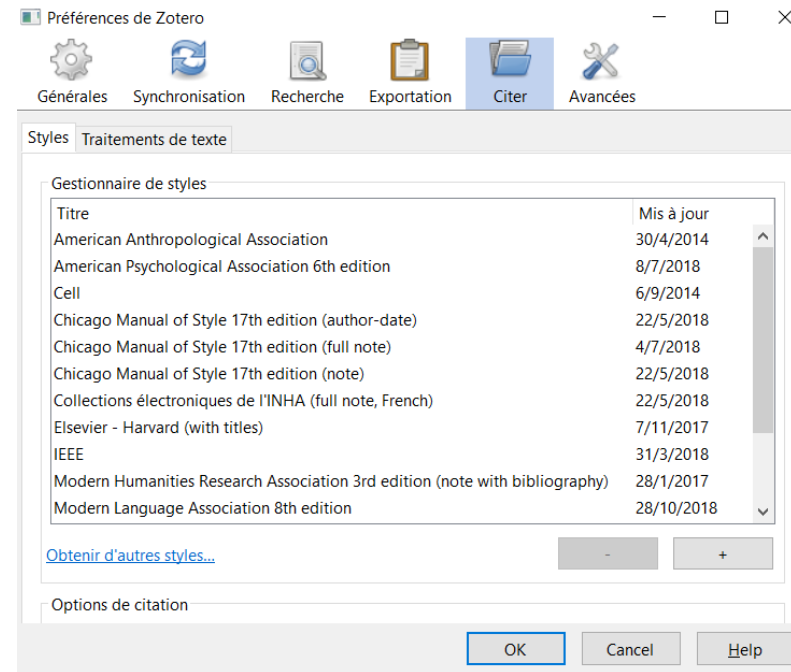 Préférences de Zotero
Générales Synchronisation Recherche Exportation Citer Avancées
Styles Traitements de texte
Gestionnaire de styles
Titre Mis à jour
American Anthropological Association 30/4/2014
American Psychological Association 6th edition 8/7/2018
Cell 6/9/2014
Chicago Manual of Style 17th edition (author-date) 22/5/2018
Chicago Manual of Style 17th edition (full note) 4/7/2018
Chicago Manual of Style 17th edition (note) 22/5/2018
Collections électroniques de l'INHA (full note, French) 22/5/2018
Elsevier - Harvard (with titles) 7/11/2017
IEEE 31/3/2018
Modern Humanities Research Association 3rd edition (note with bibliography) 28/1/2017
Modern Language Association 8th edition 28/10/2018
Obtenir d'autres styles... - +
Options de citation
OK Cancel Help